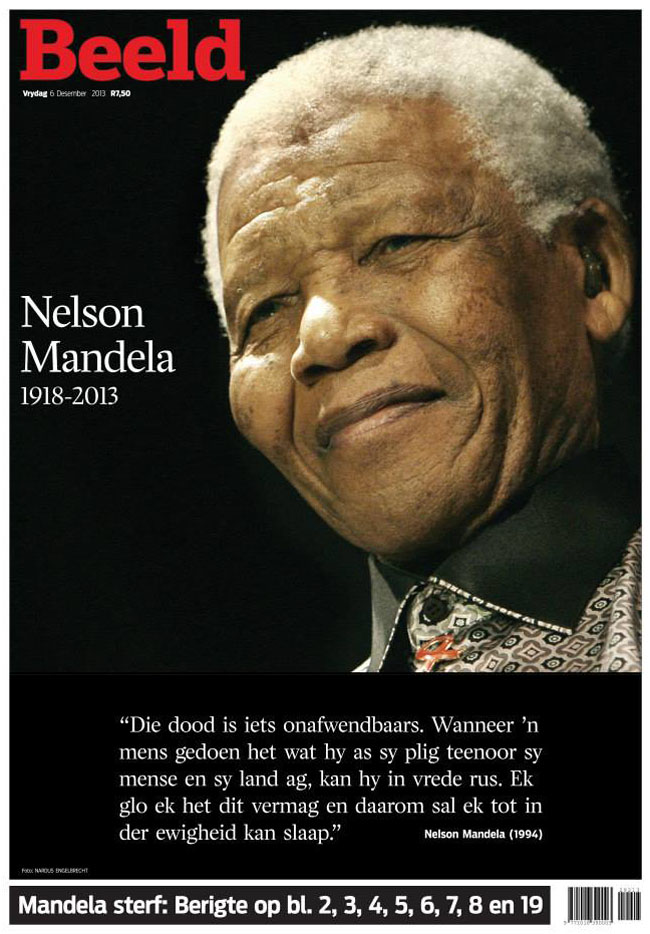 Beeld
Vrydag 6 Desember 2013 R7,50
Nelson
Mandela
1918-2013
“Die dood is iets onafwendbaars. Wanneer ’n
mens gedoen het wat hy as sy plig teenoor sy
mense en sy land ag, kan hy in vrede rus. Ek
glo ek het dit vermag en daarom sal ek tot in
der ewigheid kan slaap.”
Nelson Mandela (1994)
Foto: NARDUS ENGELBRECHT
Mandela sterf: Berigte op bl. 2, 3, 4, 5, 6, 7, 8 en 19